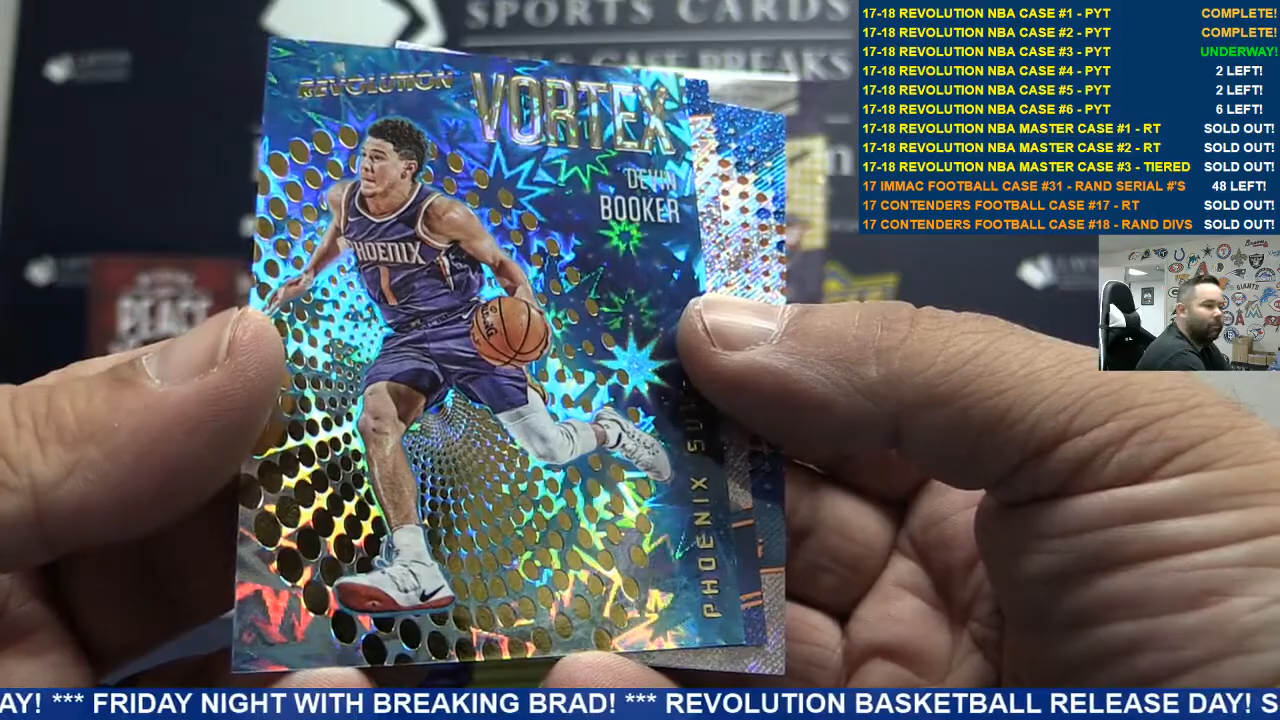 SPORTS CARDS
BREAKS
REVOLUTION
VORTEX
DEVIN
BOOKER
PHOENIX
1
PHOENIX SU
PEACE
17-18 REVOLUTION NBA CASE #1 - PYT COMPLETE!
17-18 REVOLUTION NBA CASE #2 - PYT COMPLETE!
17-18 REVOLUTION NBA CASE #3 - PYT UNDERWAY!
17-18 REVOLUTION NBA CASE #4 - PYT 2 LEFT!
17-18 REVOLUTION NBA CASE #5 - PYT 2 LEFT!
17-18 REVOLUTION NBA CASE #6 - PYT 6 LEFT!
17-18 REVOLUTION NBA MASTER CASE #1 - RT SOLD OUT!
17-18 REVOLUTION NBA MASTER CASE #2 - RT SOLD OUT!
17-18 REVOLUTION NBA MASTER CASE #3 - TIERED SOLD OUT!
17 IMMAC FOOTBALL CASE #31 - RAND SERIAL #'S 48 LEFT!
17 CONTENDERS FOOTBALL CASE #17 - RT SOLD OUT!
17 CONTENDERS FOOTBALL CASE #18 - RAND DIVS SOLD OUT!
GIANTS
AY! *** FRIDAY NIGHT WITH BREAKING BRAD! *** REVOLUTION BASKETBALL RELEASE DAY! S